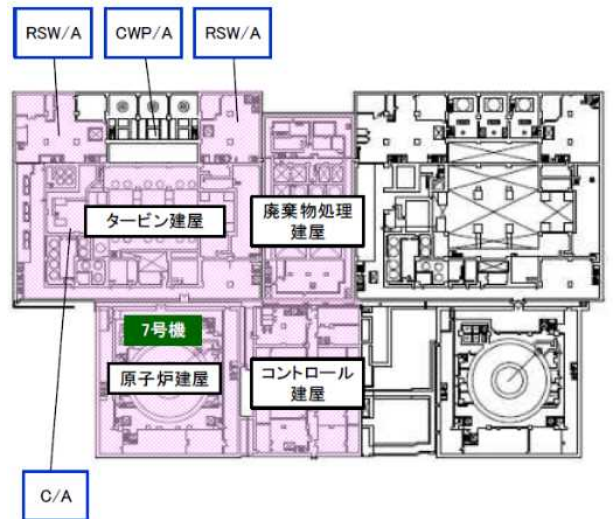 RSW/A
CWP/A
RSW/A
タービン建屋
廃棄物処理
建屋
7号機
原子炉建屋
コントロール
建屋
C/A